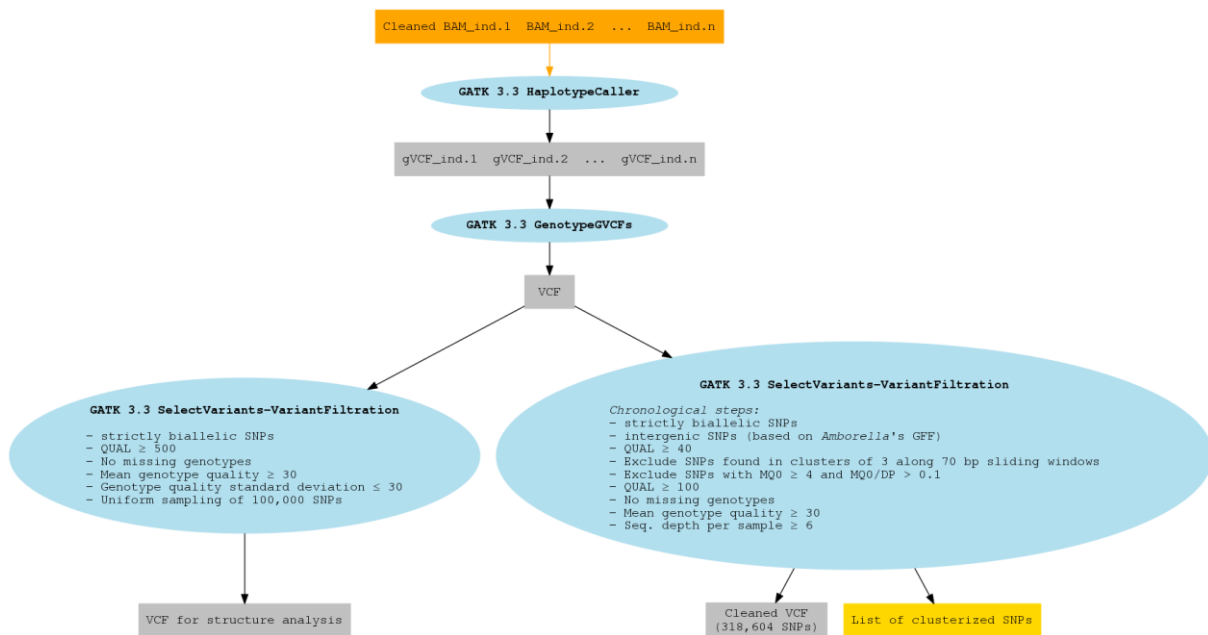 Cleaned BAM_ind.1  BAM_ind.2  ...  BAM_ind.n
GATK 3.3 HaplotypeCaller
gVCF_ind.1  gVCF_ind.2  ...  gVCF_ind.n
GATK 3.3 GenotypeGVCFs
VCF
GATK 3.3 SelectVariants-VariantFiltration
- strictly biallelic SNPs
- QUAL ≥ 500
- No missing genotypes
- Mean genotype quality ≥ 30
- Genotype quality standard deviation ≤ 30
- Uniform sampling of 100,000 SNPs
GATK 3.3 SelectVariants-VariantFiltration
Chronological steps:
- strictly biallelic SNPs
- intergenic SNPs (based on Amborella's GFF)
- QUAL ≥ 40
- Exclude SNPs found in clusters of 3 along 70 bp sliding windows
- Exclude SNPs with MQ0 ≥ 4 and MQ0/DP > 0.1
- QUAL ≥ 100
- No missing genotypes
- Mean genotype quality ≥ 30
- Seq. depth per sample ≥ 6
VCF for structure analysis
Cleaned VCF
(318,604 SNPs)
List of clusterized SNPs